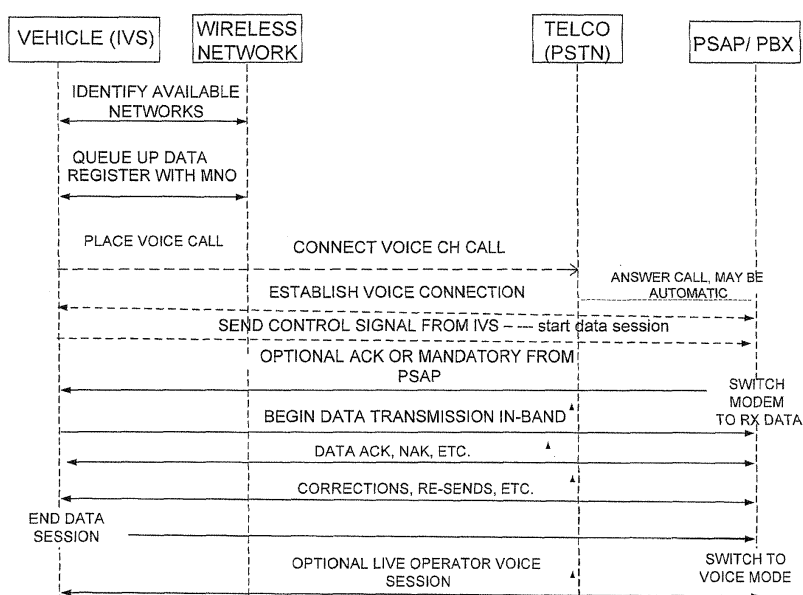 VEHICLE (IVS)
WIRELESS
NETWORK
TELCO
(PSTN)
PSAP/ PBX
IDENTIFY AVAILABLE
NETWORKS
QUEUE UP DATA
REGISTER WITH MNO
PLACE VOICE CALL
CONNECT VOICE CH CALL
ANSWER CALL, MAY BE
AUTOMATIC
ESTABLISH VOICE CONNECTION
SEND CONTROL SIGNAL FROM IVS – ---- start data session
OPTIONAL ACK OR MANDATORY FROM
PSAP
SWITCH
MODEM
TO RX DATA
BEGIN DATA TRANSMISSION IN-BAND
DATA ACK, NAK, ETC.
CORRECTIONS, RE-SENDS, ETC.
END DATA
SESSION
OPTIONAL LIVE OPERATOR VOICE
SESSION
SWITCH TO
VOICE MODE